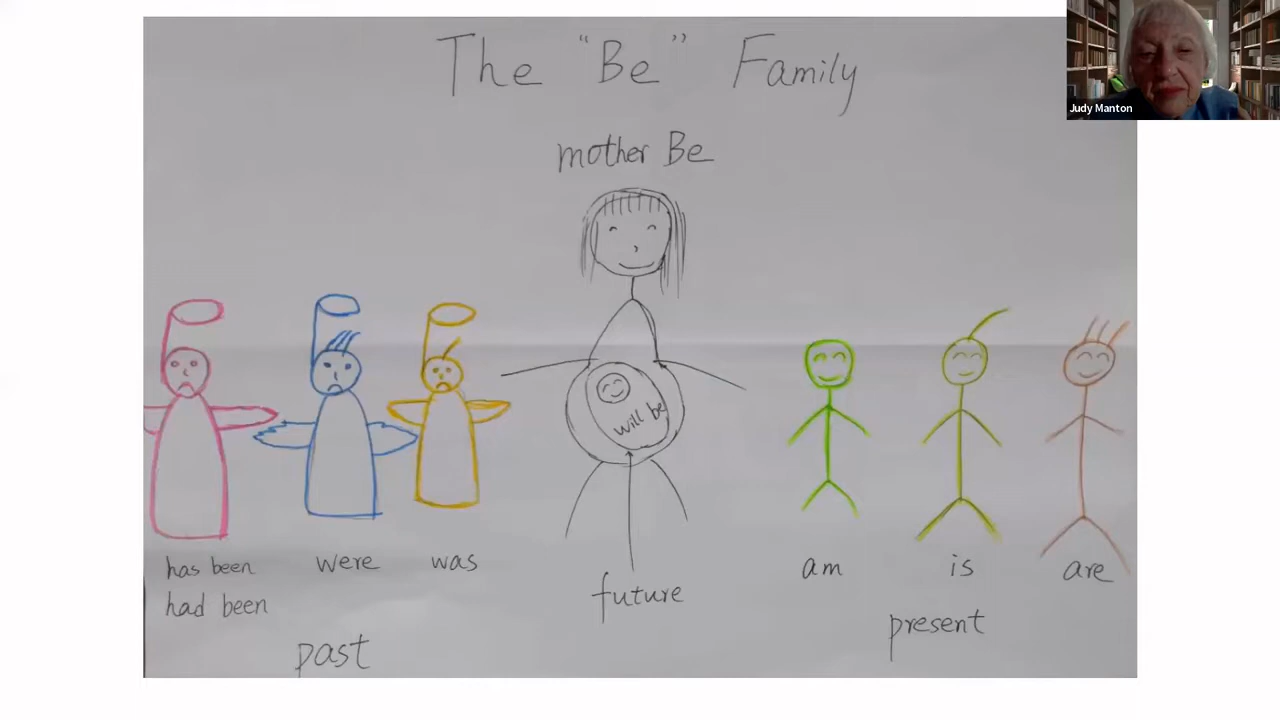 The "Be" Family
Judy Manton
mother Be
will be
has been
had been
were
was
past
future
am
is
are
present